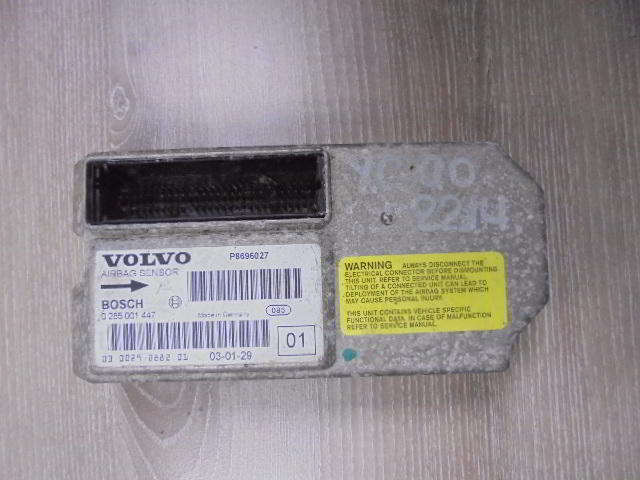 XC 90
2214
VOLVO P8696027
AIRBAG SENSOR
BOSCH
0 285 001 447 Made in Germany 085
01
03 0029 0882 01 03-01-29
WARNING ALWAYS DISCONNECT THE
ELECTRICAL CONNECTOR BEFORE DISMOUNTING
THIS UNIT. REFER TO SERVICE MANUAL.
TILTING OF A CONNECTED UNIT CAN LEAD TO
DEPLOYMENT OF THE AIRBAG SYSTEM WHICH
MAY CAUSE PERSONAL INJURY.
THIS UNIT CONTAINS VEHICLE SPECIFIC
FUNCTIONAL DATA. IN CASE OF MALFUNCTION
REFER TO SERVICE MANUAL.